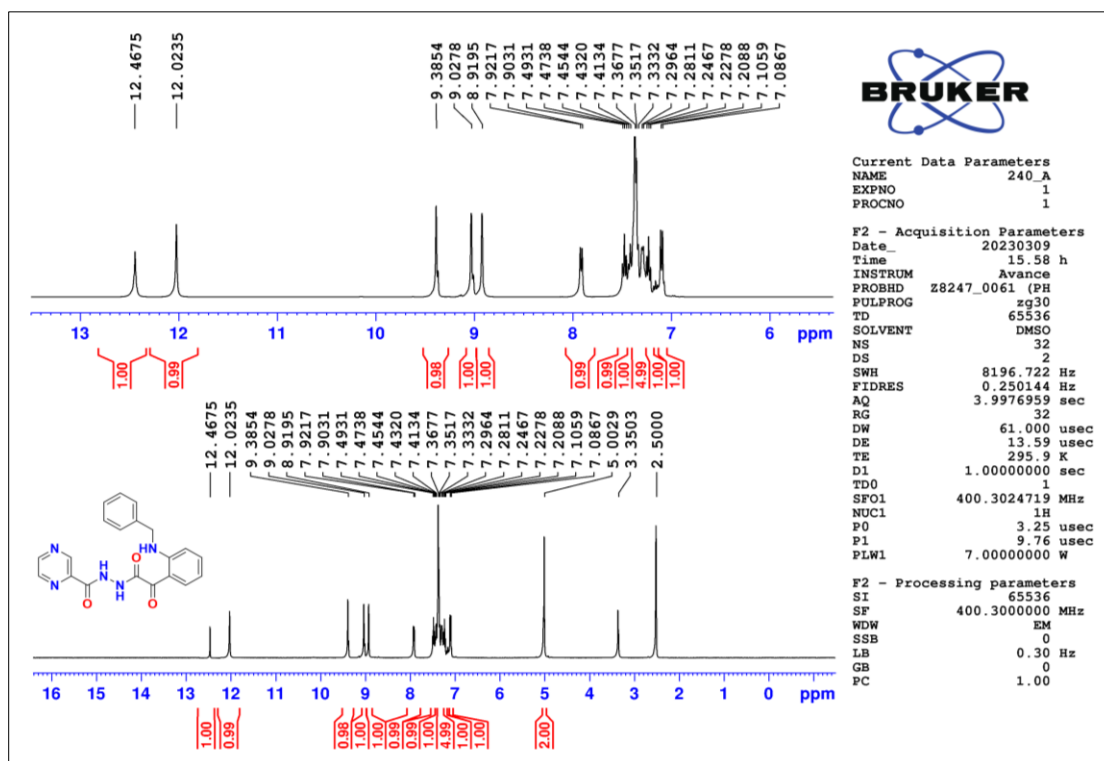 12.4675
12.0235
9.3854
9.0278
8.9195
7.9217
7.9031
7.4931
7.4738
7.4544
7.4320
7.4134
7.3677
7.3517
7.3332
7.2964
7.2811
7.2467
7.2278
7.2088
7.1059
7.0867
13 12 11 10 9 8 7 6 ppm
1.00
0.99
0.98
1.00
1.00
0.99
0.99
1.00
4.99
1.00
1.00
12.4675
12.0235
9.3854
9.0278
8.9195
7.9217
7.9031
7.4931
7.4738
7.4544
7.4320
7.4134
7.3677
7.3517
7.3332
7.2964
7.2811
7.2467
7.2278
7.2088
7.1059
7.0867
5.0029
3.3503
2.5000
HN
O
N
H
N
N
N
H
O
O
16 15 14 13 12 11 10 9 8 7 6 5 4 3 2 1 0 ppm
1.00
0.99
0.98
1.00
1.00
0.99
0.99
1.00
4.99
1.00
1.00
2.00
BRUKER
Current Data Parameters
NAME 240_A
EXPNO 1
PROCNO 1
F2 - Acquisition Parameters
Date_ 20230309
Time 15.58 h
INSTRUM Avance
PROBHD Z8247_0061 (PH
PULPROG zg30
TD 65536
SOLVENT DMSO
NS 32
DS 2
SWH 8196.722 Hz
FIDRES 0.250144 Hz
AQ 3.9976959 sec
RG 32
DW 61.000 usec
DE 13.59 usec
TE 295.9 K
D1 1.00000000 sec
TD0 1
SFO1 400.3024719 MHz
NUC1 1H
P0 3.25 usec
P1 9.76 usec
PLW1 7.00000000 W
F2 - Processing parameters
SI 65536
SF 400.3000000 MHz
WDW EM
SSB 0
LB 0.30 Hz
GB 0
PC 1.00